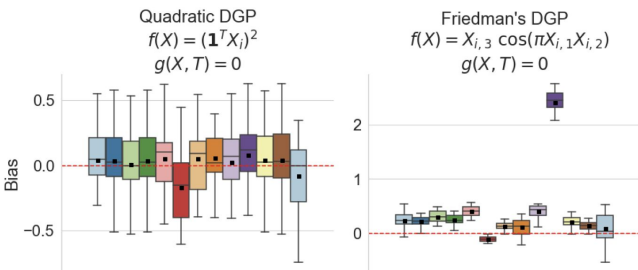 Quadratic DGP
f(X) = (𝟏ᵀXᵢ)²
g(X, T) = 0
Friedman's DGP
f(X) = Xᵢ,₃ cos(πXᵢ,₁Xᵢ,₂)
g(X, T) = 0
Bias
0.5
0.0
−0.5
2
1
0